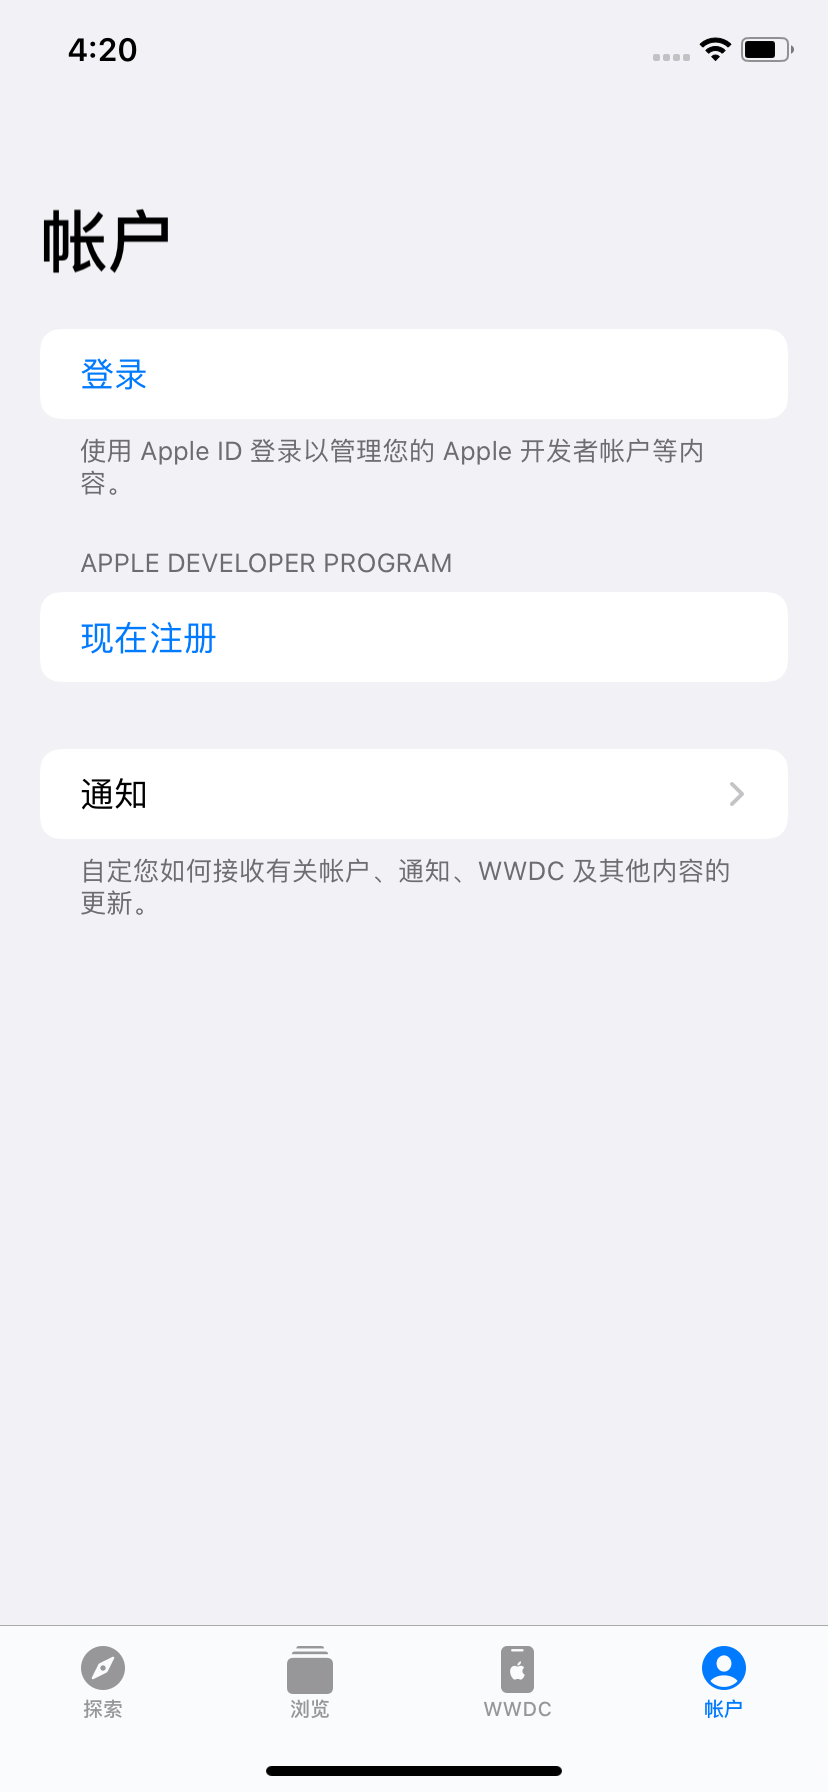 4:20
帐户
登录
使用 Apple ID 登录以管理您的 Apple 开发者帐户等内
容。
APPLE DEVELOPER PROGRAM
现在注册
通知
自定您如何接收有关帐户、通知、WWDC 及其他内容的
更新。
探索
浏览
WWDC
帐户